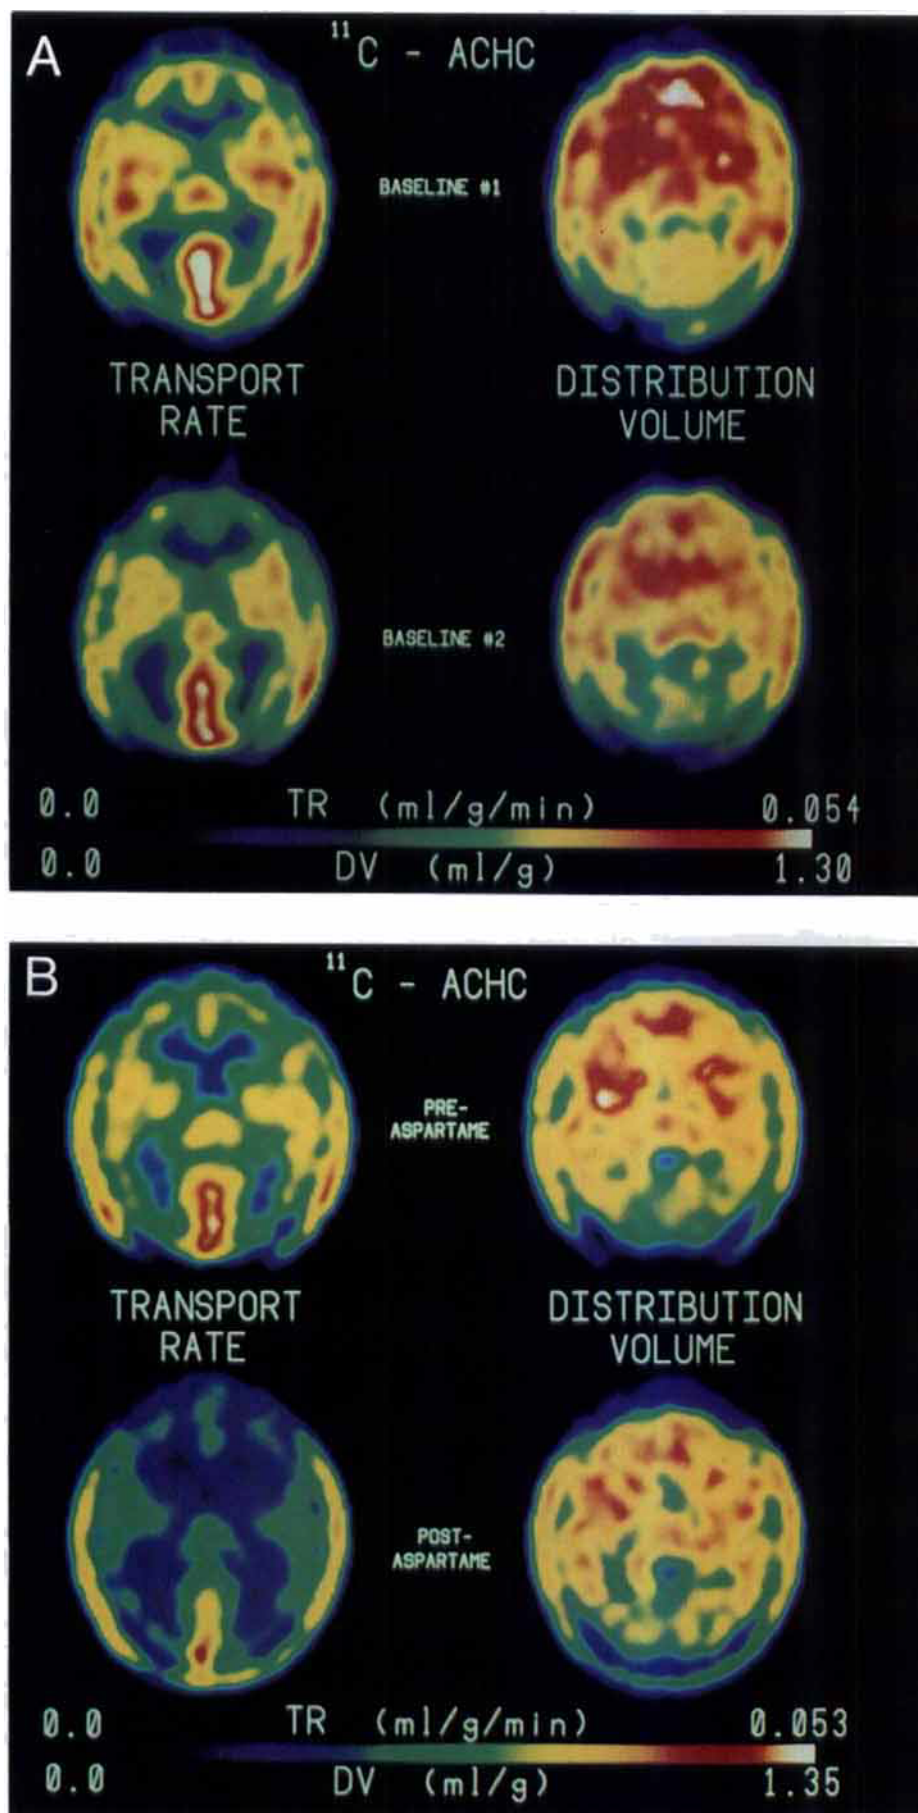 A
¹¹C - ACHC
BASELINE #1
TRANSPORT
RATE
DISTRIBUTION
VOLUME
BASELINE #2
0.0 TR (ml/g/min) 0.054
0.0 DV (ml/g) 1.30
B
¹¹C - ACHC
PRE-
ASPARTAME
TRANSPORT
RATE
DISTRIBUTION
VOLUME
POST-
ASPARTAME
0.0 TR (ml/g/min) 0.053
0.0 DV (ml/g) 1.35